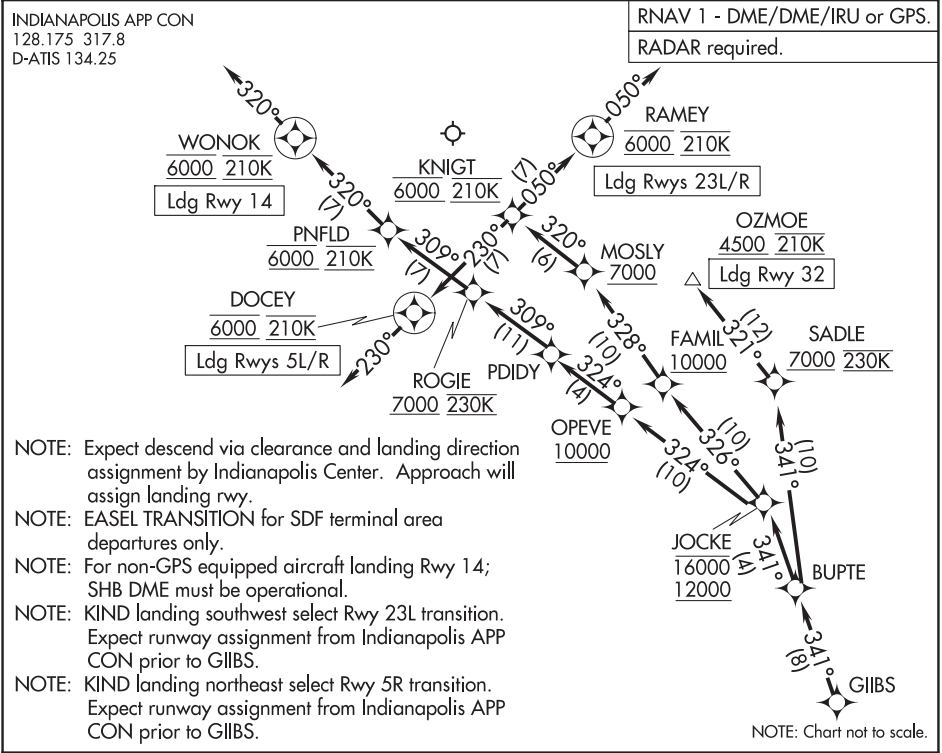 INDIANAPOLIS APP CON
128.175 317.8
D-ATIS 134.25
RNAV 1 - DME/DME/IRU or GPS.
RADAR required.
320°
WONOK
6000 210K
Ldg Rwy 14
320°
(7)
PNFLD
6000 210K
309°
(7)
KNIGT
6000 210K
050°
RAMEY
6000 210K
Ldg Rwys 23L/R
(7)
050°
230°
(7)
DOCEY
6000 210K
Ldg Rwys 5L/R
230°
320°
(6)
MOSLY
7000
OZMOE
4500 210K
Ldg Rwy 32
(12)
321°
SADLE
7000 230K
328°
(10)
FAMIL
10000
309°
(11)
ROGIE
7000 230K
PDIDY
324°
(4)
OPEVE
10000
(10)
326°
324°
(10)
(10)
341°
JOCKE
16000
12000
341°
(4)
BUPTE
341°
(8)
GIIBS
NOTE: Expect descend via clearance and landing direction
assignment by Indianapolis Center. Approach will
assign landing rwy.
NOTE: EASEL TRANSITION for SDF terminal area
departures only.
NOTE: For non-GPS equipped aircraft landing Rwy 14;
SHB DME must be operational.
NOTE: KIND landing southwest select Rwy 23L transition.
Expect runway assignment from Indianapolis APP
CON prior to GIIBS.
NOTE: KIND landing northeast select Rwy 5R transition.
Expect runway assignment from Indianapolis APP
CON prior to GIIBS.
NOTE: Chart not to scale.